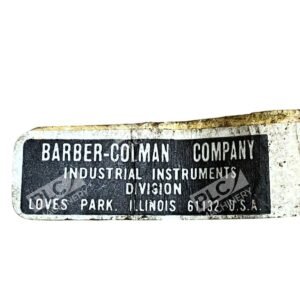 BARBER-COLMAN COMPANY
INDUSTRIAL INSTRUMENTS
DIVISION
LOVES PARK, ILLINOIS 61132 U.S.A.